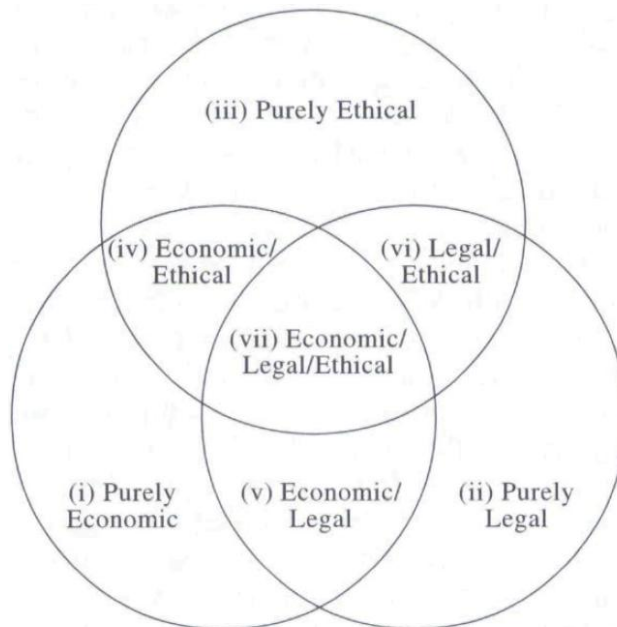 (iii) Purely Ethical
(iv) Economic/
Ethical
(vi) Legal/
Ethical
(vii) Economic/
Legal/Ethical
(i) Purely
Economic
(v) Economic/
Legal
(ii) Purely
Legal